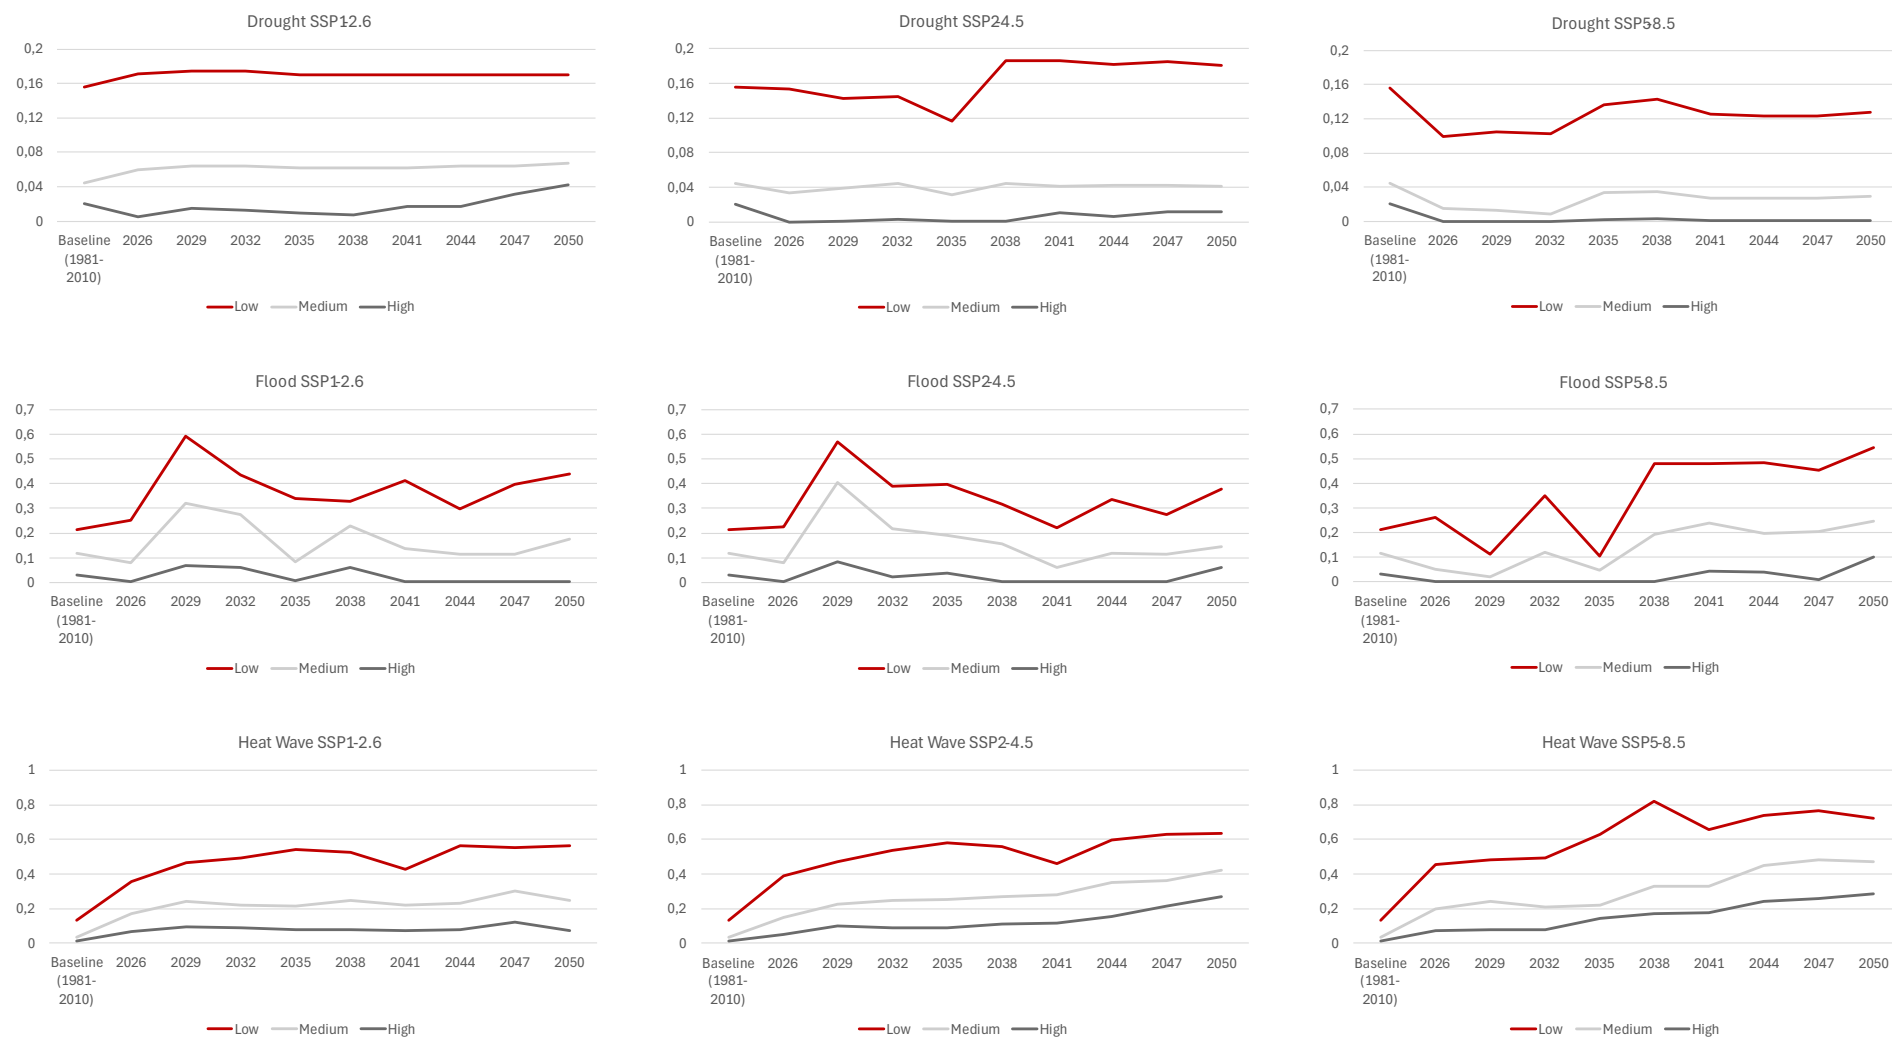 Drought SSP1-2.6
0,2
0,16
0,12
0,08
0,04
0
Baseline 2026 2029 2032 2035 2038 2041 2044 2047 2050
(1981-
2010)
Low Medium High
Drought SSP2-4.5
0,2
0,16
0,12
0,08
0,04
0
Baseline 2026 2029 2032 2035 2038 2041 2044 2047 2050
(1981-
2010)
Low Medium High
Drought SSP5-8.5
0,2
0,16
0,12
0,08
0,04
0
Baseline 2026 2029 2032 2035 2038 2041 2044 2047 2050
(1981-
2010)
Low Medium High
Flood SSP1-2.6
0,7
0,6
0,5
0,4
0,3
0,2
0,1
0
Baseline 2026 2029 2032 2035 2038 2041 2044 2047 2050
(1981-
2010)
Low Medium High
Flood SSP2-4.5
0,7
0,6
0,5
0,4
0,3
0,2
0,1
0
Baseline 2026 2029 2032 2035 2038 2041 2044 2047 2050
(1981-
2010)
Low Medium High
Flood SSP5-8.5
0,7
0,6
0,5
0,4
0,3
0,2
0,1
0
Baseline 2026 2029 2032 2035 2038 2041 2044 2047 2050
(1981-
2010)
Low Medium High
Heat Wave SSP1-2.6
1
0,8
0,6
0,4
0,2
0
Baseline 2026 2029 2032 2035 2038 2041 2044 2047 2050
(1981-
2010)
Low Medium High
Heat Wave SSP2-4.5
1
0,8
0,6
0,4
0,2
0
Baseline 2026 2029 2032 2035 2038 2041 2044 2047 2050
(1981-
2010)
Low Medium High
Heat Wave SSP5-8.5
1
0,8
0,6
0,4
0,2
0
Baseline 2026 2029 2032 2035 2038 2041 2044 2047 2050
(1981-
2010)
Low Medium High